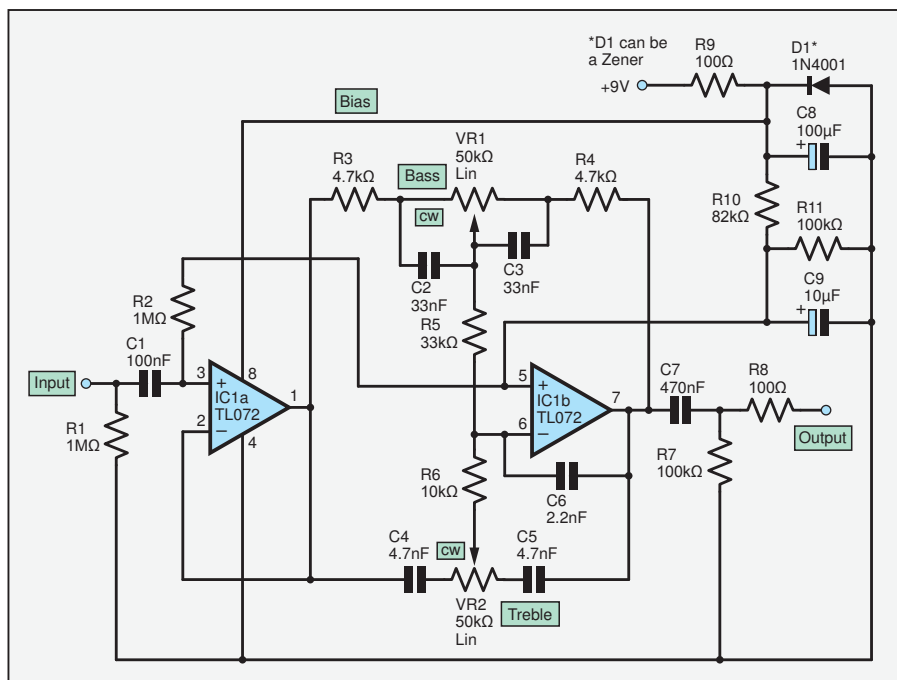 *D1 can be
a Zener
+9V
R9
100Ω
D1*
1N4001
Bias
C8
100µF
+
VR1
50kΩ
Lin
R3
4.7kΩ
Bass
R4
4.7kΩ
cw
R10
82kΩ
R11
100kΩ
C2
33nF
C3
33nF
R2
1MΩ
R5
33kΩ
C9
10µF
+
C1
100nF
Input
3
+
8
IC1a
TL072
1
2
–
4
5
+
IC1b
TL072
7
6
–
C7
470nF
R8
100Ω
Output
R1
1MΩ
R6
10kΩ
C6
2.2nF
R7
100kΩ
C4
4.7nF
cw
C5
4.7nF
VR2
50kΩ
Lin
Treble